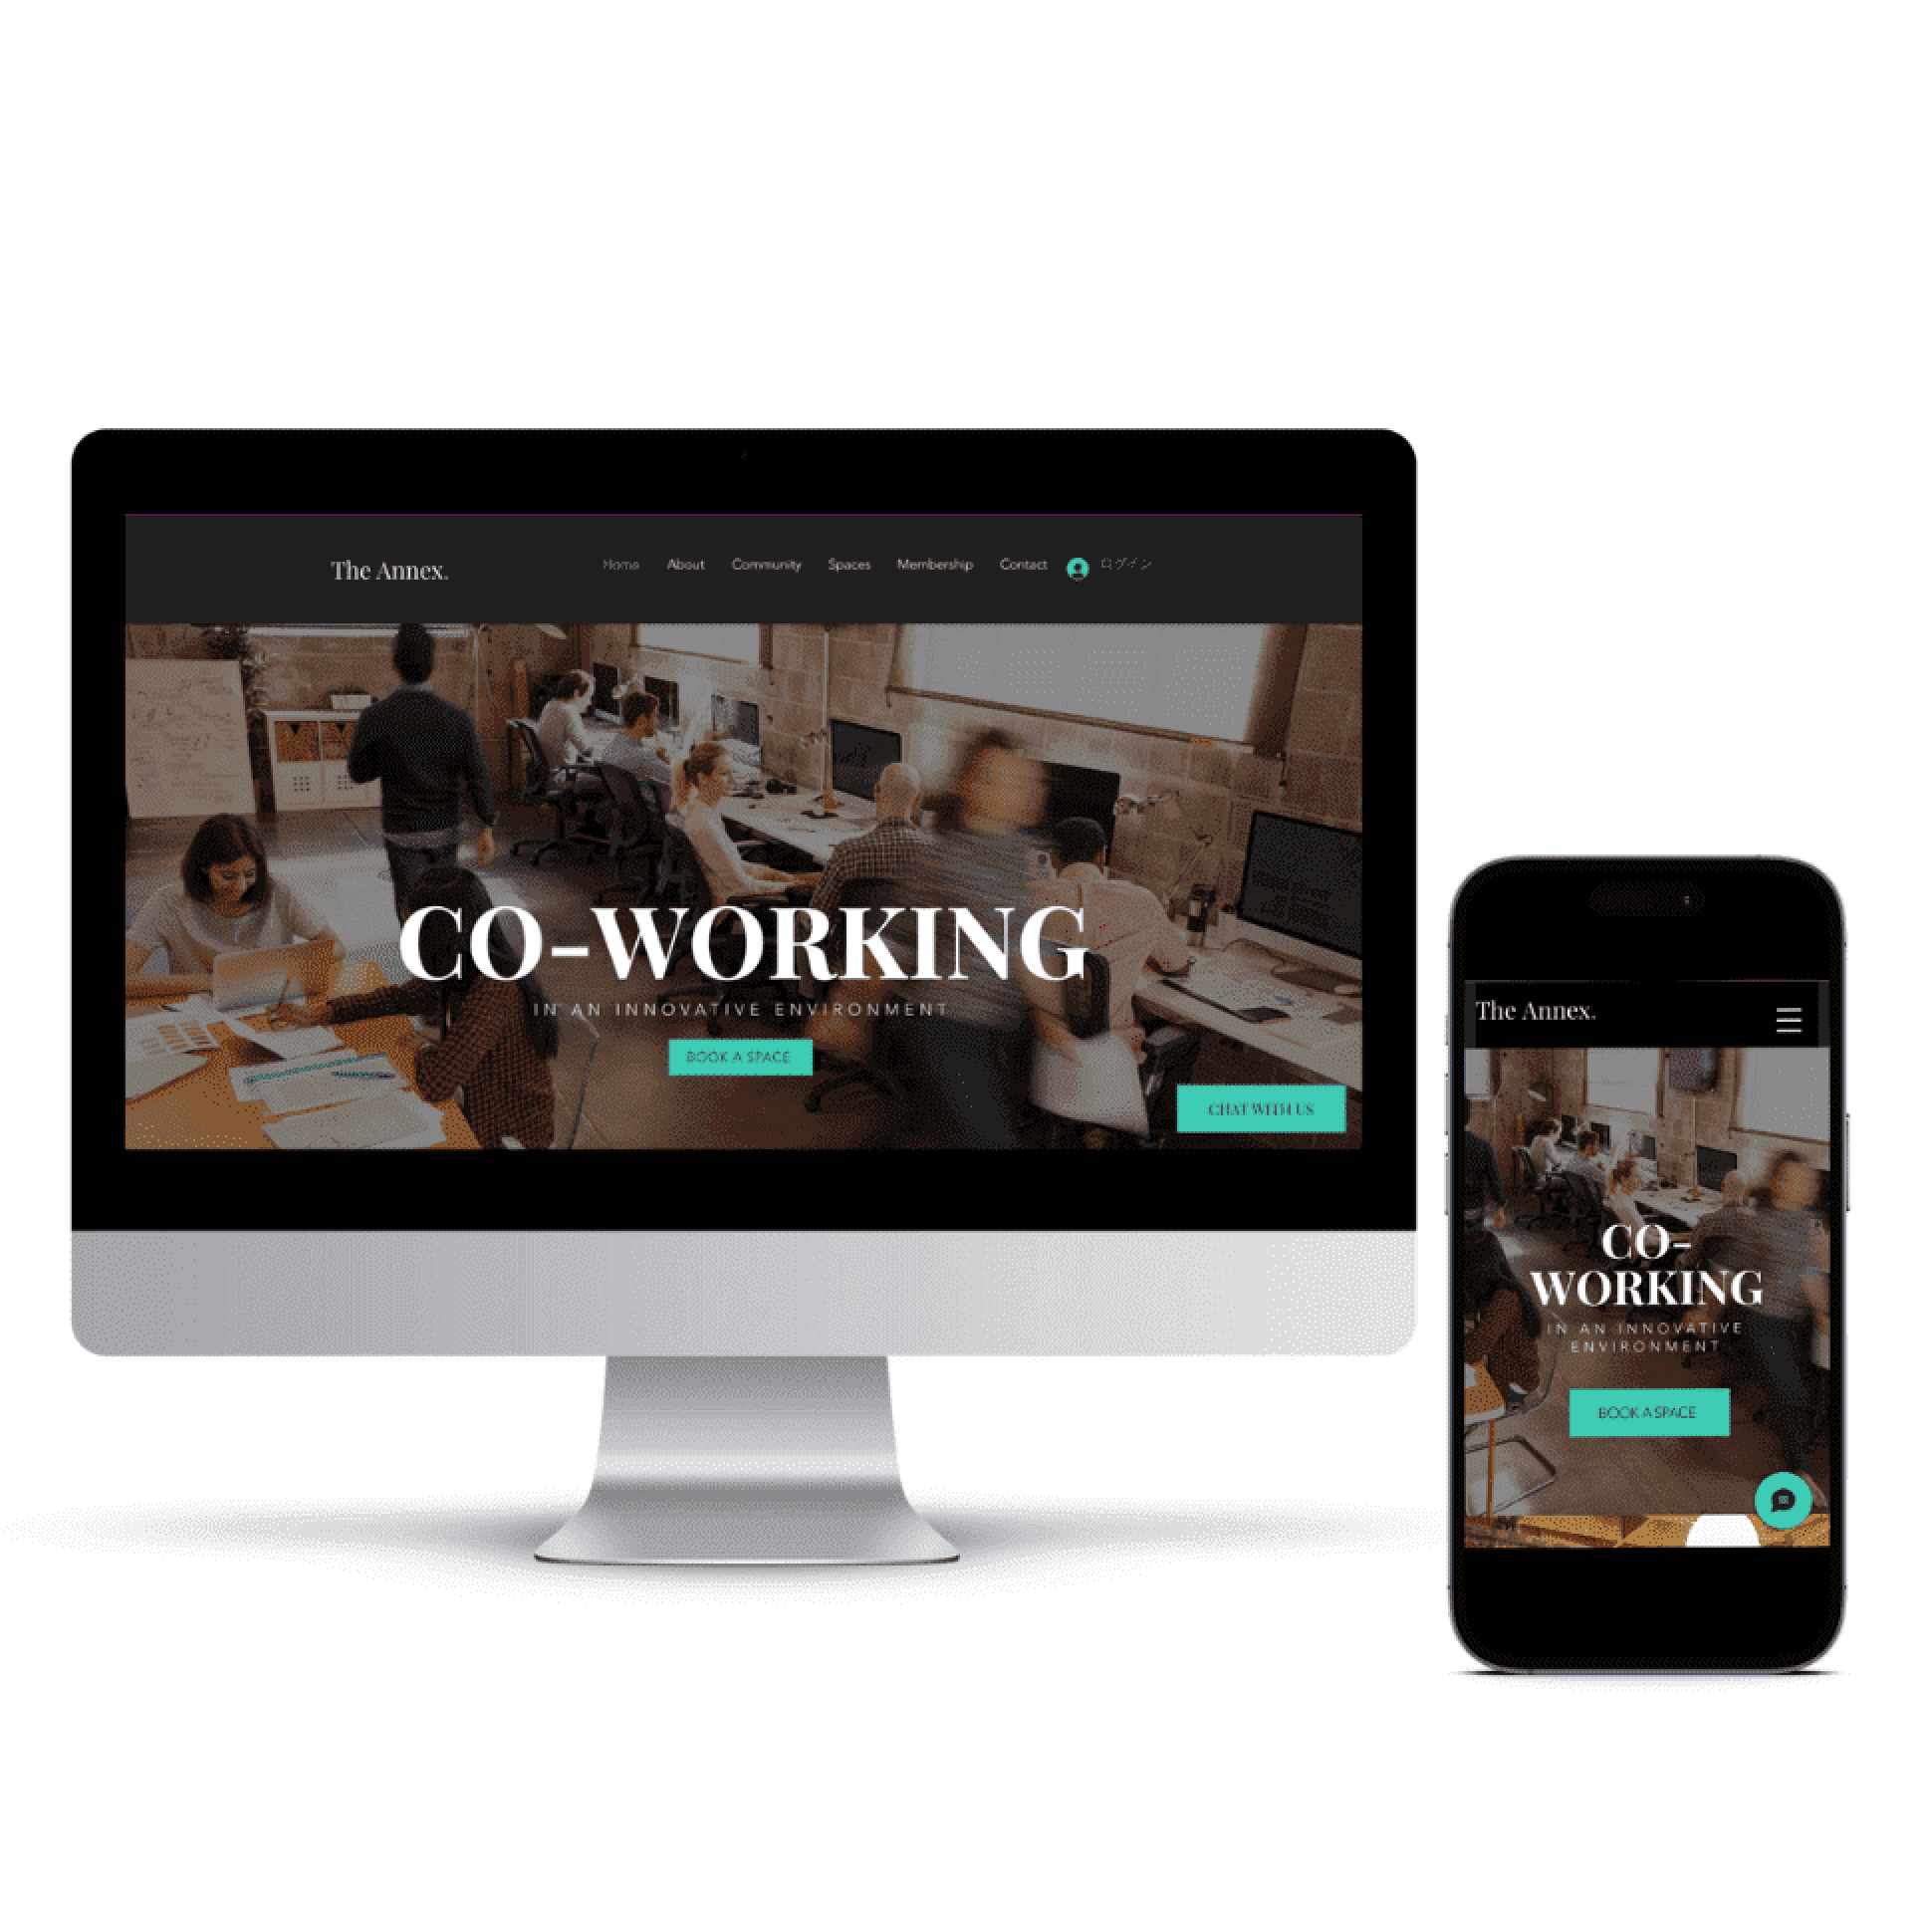 The Annex.
Home About Community Spaces Membership Contact ログイン
CO-WORKING
IN AN INNOVATIVE ENVIRONMENT
BOOK A SPACE
CHAT WITH US
The Annex.
CO-
WORKING
IN AN INNOVATIVE
ENVIRONMENT
BOOK A SPACE